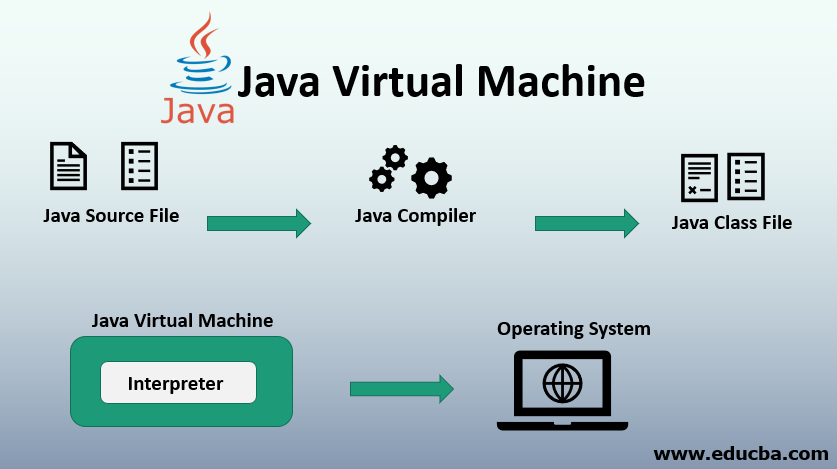 Java
Java Virtual Machine
Java Source File
Java Compiler
Java Class File
Java Virtual Machine
Interpreter
Operating System
www.educba.com